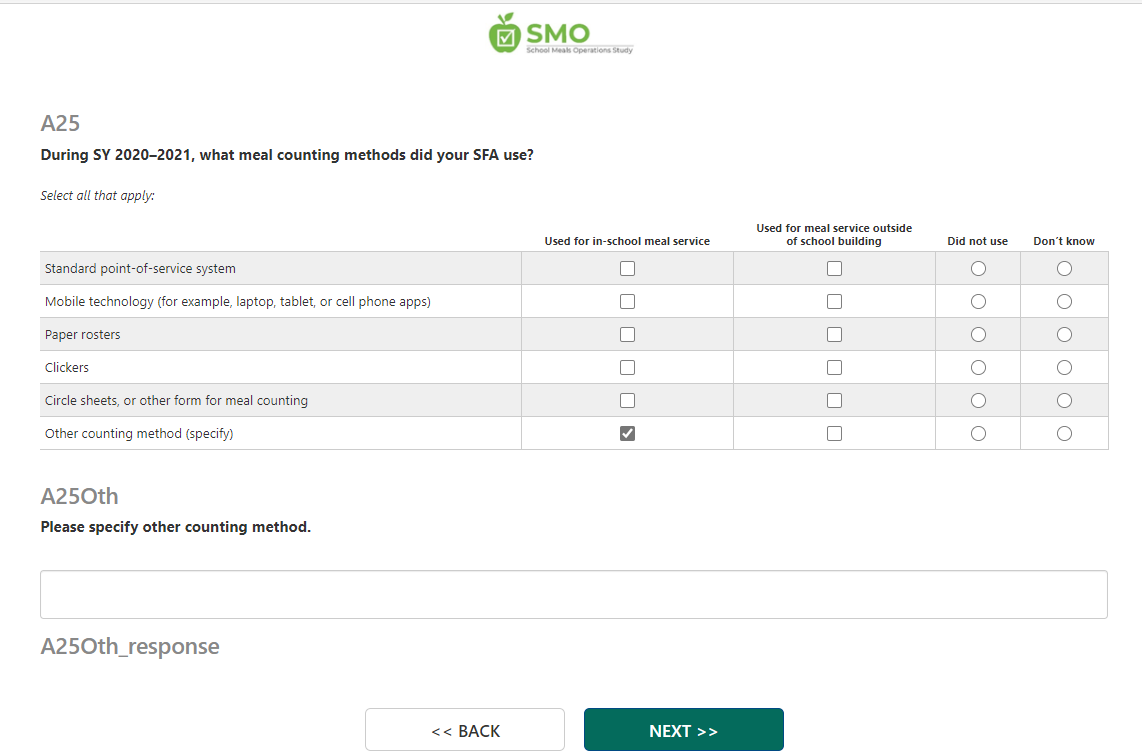 SMO
School Meals Operations Study
A25
During SY 2020–2021, what meal counting methods did your SFA use?
Select all that apply:
Used for in-school meal service
Used for meal service outside
of school building
Did not use
Don't know
Standard point-of-service system
Mobile technology (for example, laptop, tablet, or cell phone apps)
Paper rosters
Clickers
Circle sheets, or other form for meal counting
Other counting method (specify)
A25Oth
Please specify other counting method.
A25Oth_response
<< BACK
NEXT >>